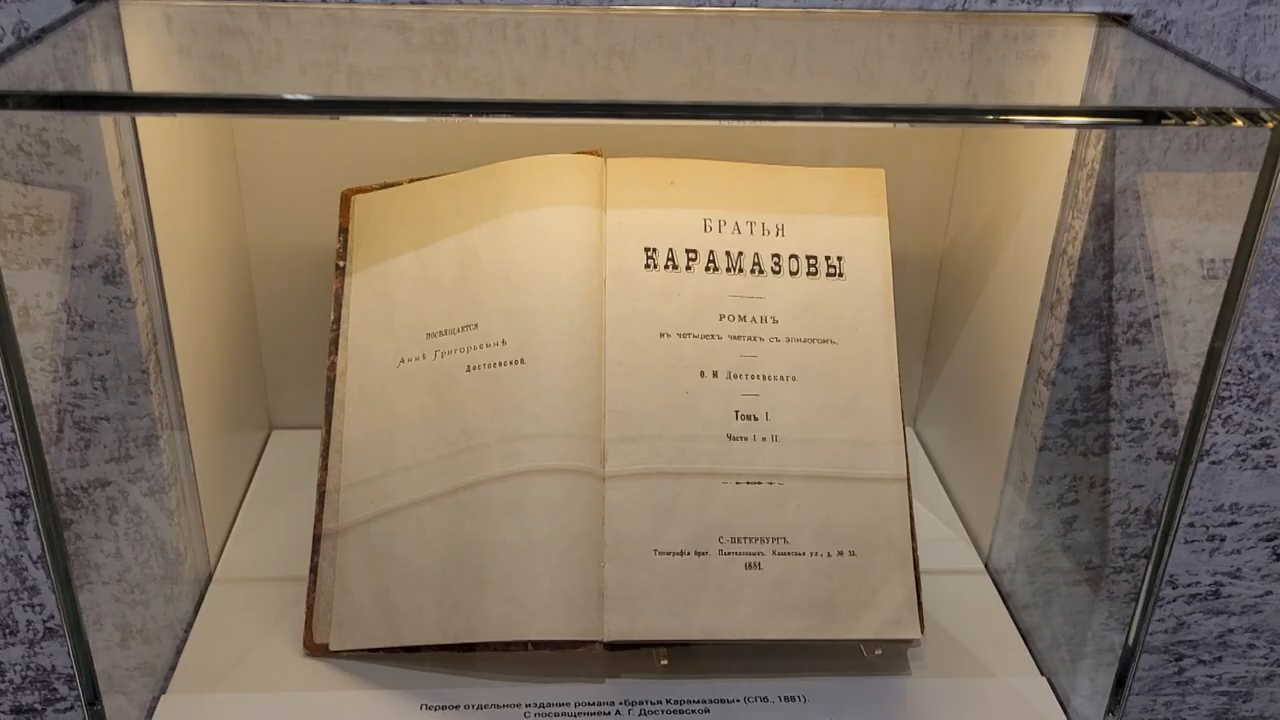 ПОСВЯЩАЕТСЯ
Аннѣ Григорьевнѣ
Достоевской.
БРАТЬЯ
КАРАМАЗОВЫ
РОМАНЪ
въ четырехъ частяхъ съ эпилогомъ.
Ѳ. М Достоевскаго.
Томъ I.
Части I и II.
С.-ПЕТЕРБУРГЪ.
Типографія брат. Пантелеевыхъ. Казанская ул., д. № 33.
1881.
Первое отдельное издание романа «Братья Карамазовы» (СПб., 1881).
С посвящением А. Г. Достоевской